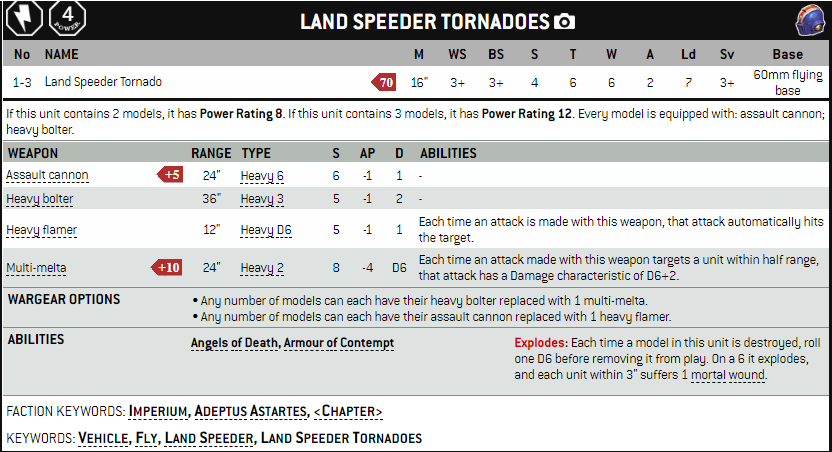 4
POWER
LAND SPEEDER TORNADOES
No NAME M WS BS S T W A Ld Sv Base
1-3 Land Speeder Tornado 70 16" 3+ 3+ 4 6 6 2 7 3+ 60mm flying
base
If this unit contains 2 models, it has Power Rating 8. If this unit contains 3 models, it has Power Rating 12. Every model is equipped with: assault cannon;
heavy bolter.
WEAPON RANGE TYPE S AP D ABILITIES
Assault cannon +5 24" Heavy 6 6 -1 1 -
Heavy bolter 36" Heavy 3 5 -1 2 -
Heavy flamer 12" Heavy D6 5 -1 1 Each time an attack is made with this weapon, that attack automatically hits
the target.
Multi-melta +10 24" Heavy 2 8 -4 D6 Each time an attack made with this weapon targets a unit within half range,
that attack has a Damage characteristic of D6+2.
WARGEAR OPTIONS • Any number of models can each have their heavy bolter replaced with 1 multi-melta.
• Any number of models can each have their assault cannon replaced with 1 heavy flamer.
ABILITIES Angels of Death, Armour of Contempt
Explodes: Each time a model in this unit is destroyed, roll
one D6 before removing it from play. On a 6 it explodes,
and each unit within 3" suffers 1 mortal wound.
FACTION KEYWORDS: IMPERIUM, ADEPTUS ASTARTES, <CHAPTER>
KEYWORDS: VEHICLE, FLY, LAND SPEEDER, LAND SPEEDER TORNADOES